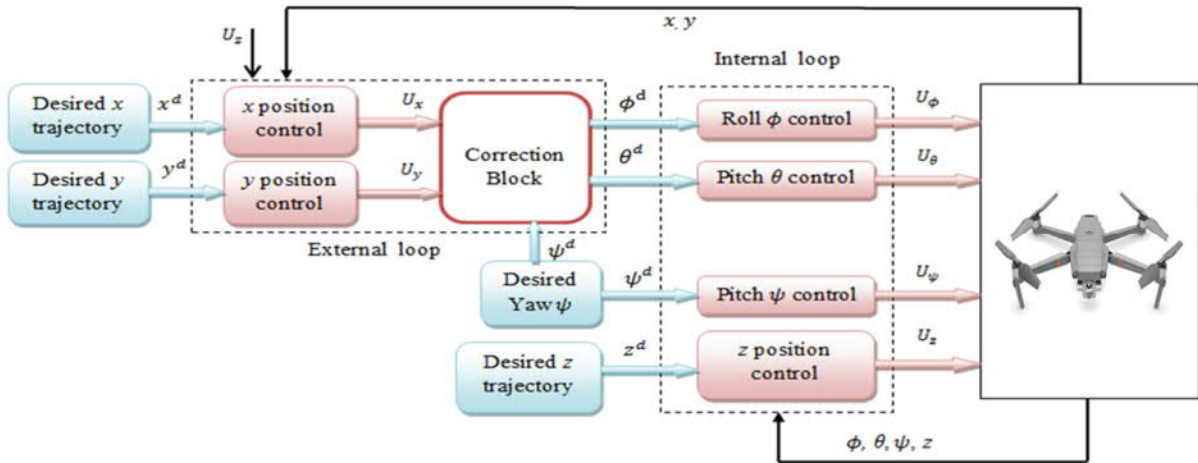 x, y
U_z
Internal loop
Desired x
trajectory
x^d
x position
control
U_x
Correction
Block
ϕ^d
Roll ϕ control
U_ϕ
Desired y
trajectory
y^d
y position
control
U_y
θ^d
Pitch θ control
U_θ
External loop
ψ^d
Desired
Yaw ψ
ψ^d
Pitch ψ control
U_ψ
Desired z
trajectory
z^d
z position
control
U_z
ϕ, θ, ψ, z